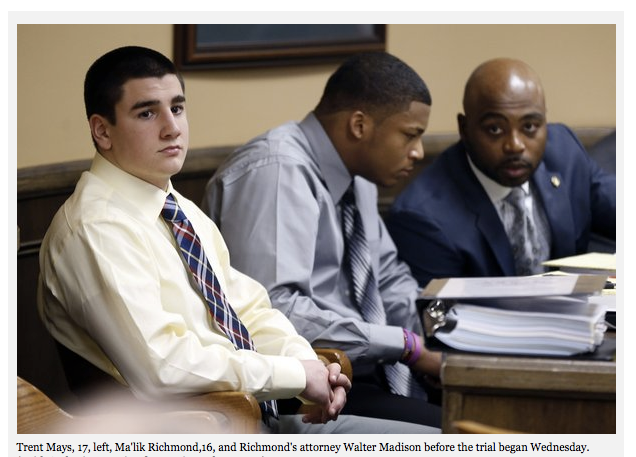 Trent Mays, 17, left, Ma'lik Richmond,16, and Richmond's attorney Walter Madison before the trial began Wednesday.